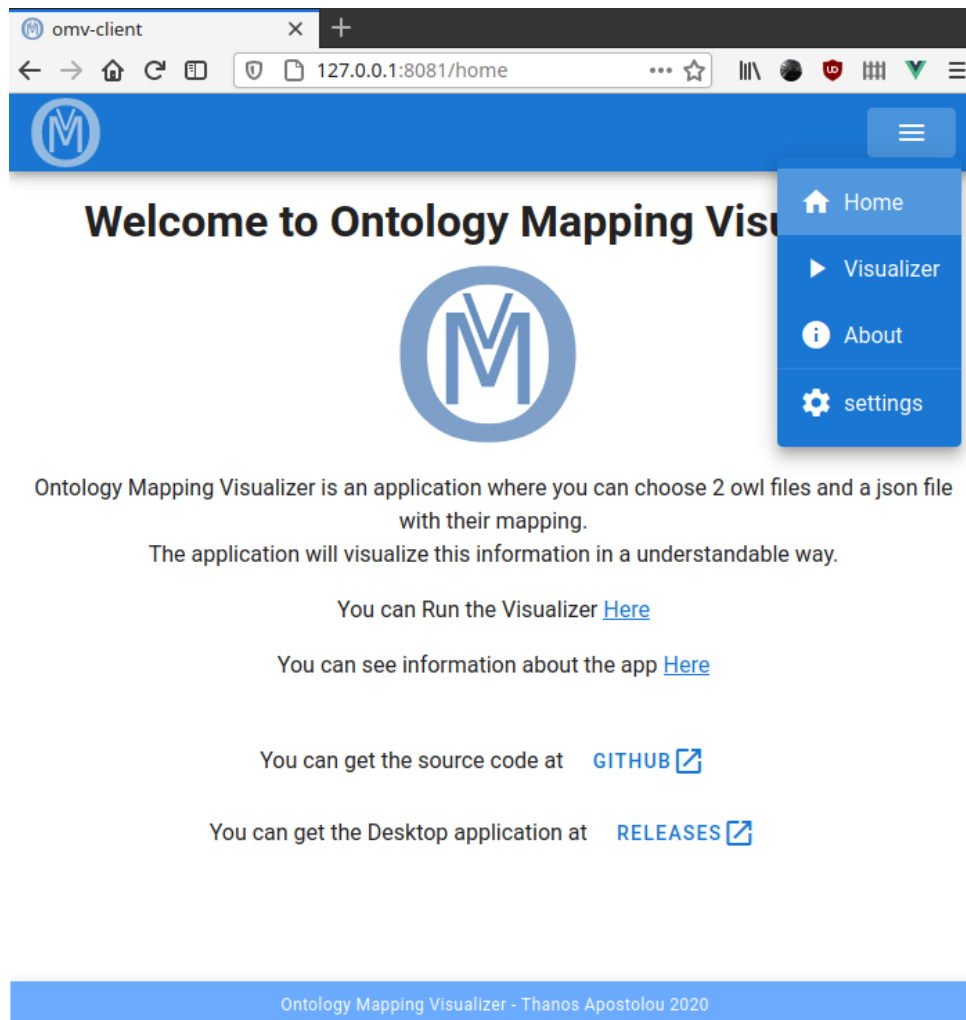 omv-client
127.0.0.1:8081/home
Home
Visualizer
About
settings
Welcome to Ontology Mapping
Ontology Mapping Visualizer is an application where you can choose 2 owl files and a json file
with their mapping.
The application will visualize this information in a understandable way.
You can Run the Visualizer Here
You can see information about the app Here
You can get the source code at GITHUB
You can get the Desktop application at RELEASES
Ontology Mapping Visualizer - Thanos Apostolou 2020